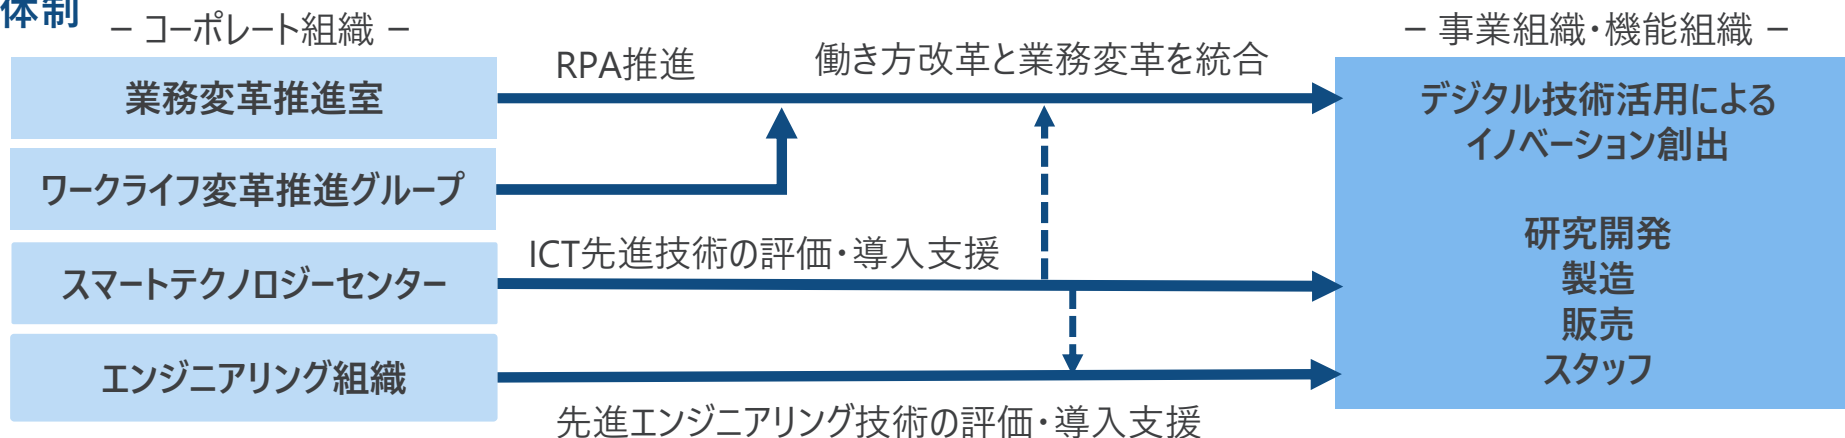 体制
－ コーポレート組織 －
－ 事業組織・機能組織 －
RPA推進
働き方改革と業務変革を統合
業務変革推進室
ワークライフ変革推進グループ
ICT先進技術の評価・導入支援
スマートテクノロジーセンター
エンジニアリング組織
先進エンジニアリング技術の評価・導入支援
デジタル技術活用による
イノベーション創出
研究開発
製造
販売
スタッフ